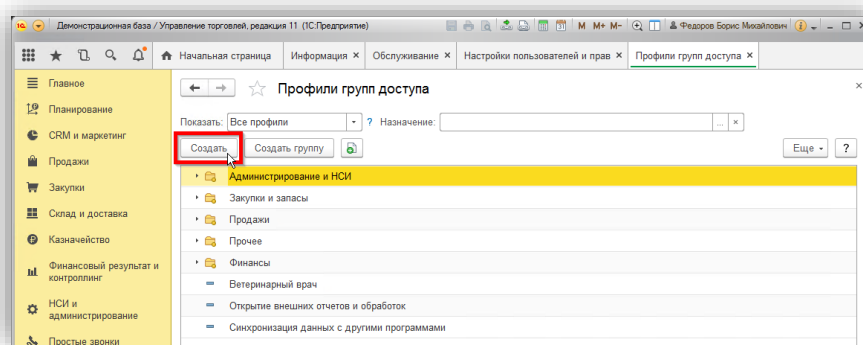 1С Демонстрационная база / Управление торговлей, редакция 11 (1С:Предприятие) M M+ M- Федоров Борис Михайлович
Начальная страница Информация × Обслуживание × Настройки пользователей и прав × Профили групп доступа ×
Главное
Планирование
CRM и маркетинг
Продажи
Закупки
Склад и доставка
Казначейство
Финансовый результат и
контроллинг
НСИ и
администрирование
Простые звонки
Профили групп доступа
Показать: Все профили ? Назначение: ... ×
Создать Создать группу Еще ?
Администрирование и НСИ
Закупки и запасы
Продажи
Прочее
Финансы
Ветеринарный врач
Открытие внешних отчетов и обработок
Синхронизация данных с другими программами